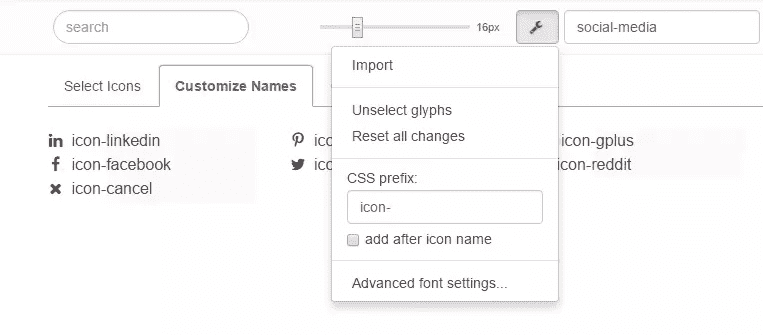 search
16px
social-media
Select Icons
Customize Names
Import
Unselect glyphs
Reset all changes
CSS prefix:
icon-
add after icon name
Advanced font settings...
icon-linkedin
icon-gplus
icon-facebook
icon-reddit
icon-cancel